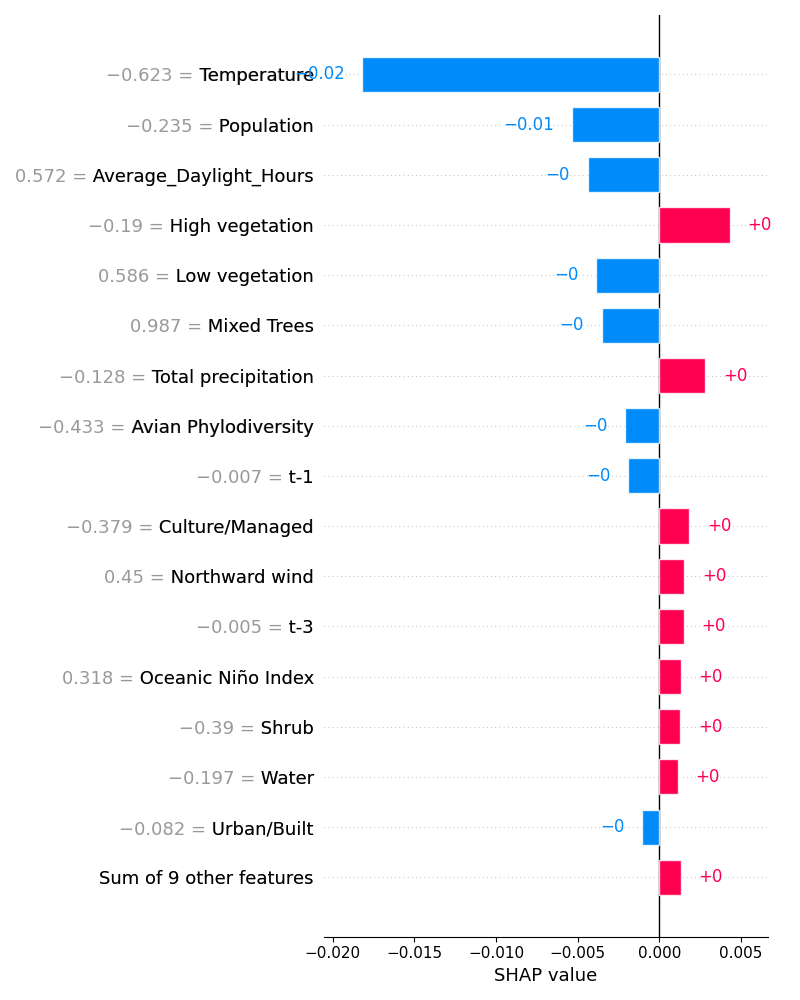 −0.623 = Temperature −0.02
−0.235 = Population −0.01
0.572 = Average_Daylight_Hours −0
−0.19 = High vegetation +0
0.586 = Low vegetation −0
0.987 = Mixed Trees −0
−0.128 = Total precipitation +0
−0.433 = Avian Phylodiversity −0
−0.007 = t-1 −0
−0.379 = Culture/Managed +0
0.45 = Northward wind +0
−0.005 = t-3 +0
0.318 = Oceanic Niño Index +0
−0.39 = Shrub +0
−0.197 = Water +0
−0.082 = Urban/Built −0
Sum of 9 other features +0
−0.020 −0.015 −0.010 −0.005 0.000 0.005
SHAP value